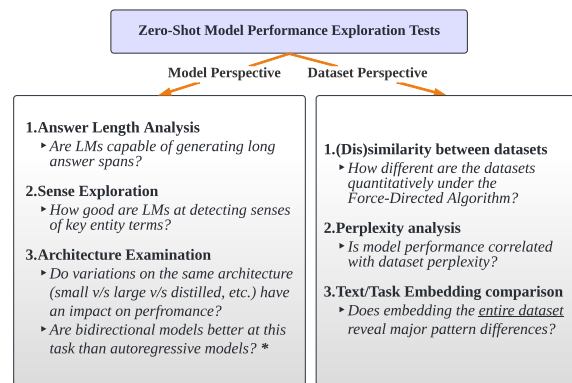 Zero-Shot Model Performance Exploration Tests
Model Perspective
Dataset Perspective
1.Answer Length Analysis
‣Are LMs capable of generating long
answer spans?
2.Sense Exploration
‣How good are LMs at detecting senses
of key entity terms?
3.Architecture Examination
‣Do variations on the same architecture
(small v/s large v/s distilled, etc.) have
an impact on perfromance?
‣Are bidirectional models better at this
task than autoregressive models? *
1.(Dis)similarity between datasets
‣How different are the datasets
quantitatively under the
Force-Directed Algorithm?
2.Perplexity analysis
‣Is model performance correlated
with dataset perplexity?
3.Text/Task Embedding comparison
‣Does embedding the entire dataset
reveal major pattern differences?